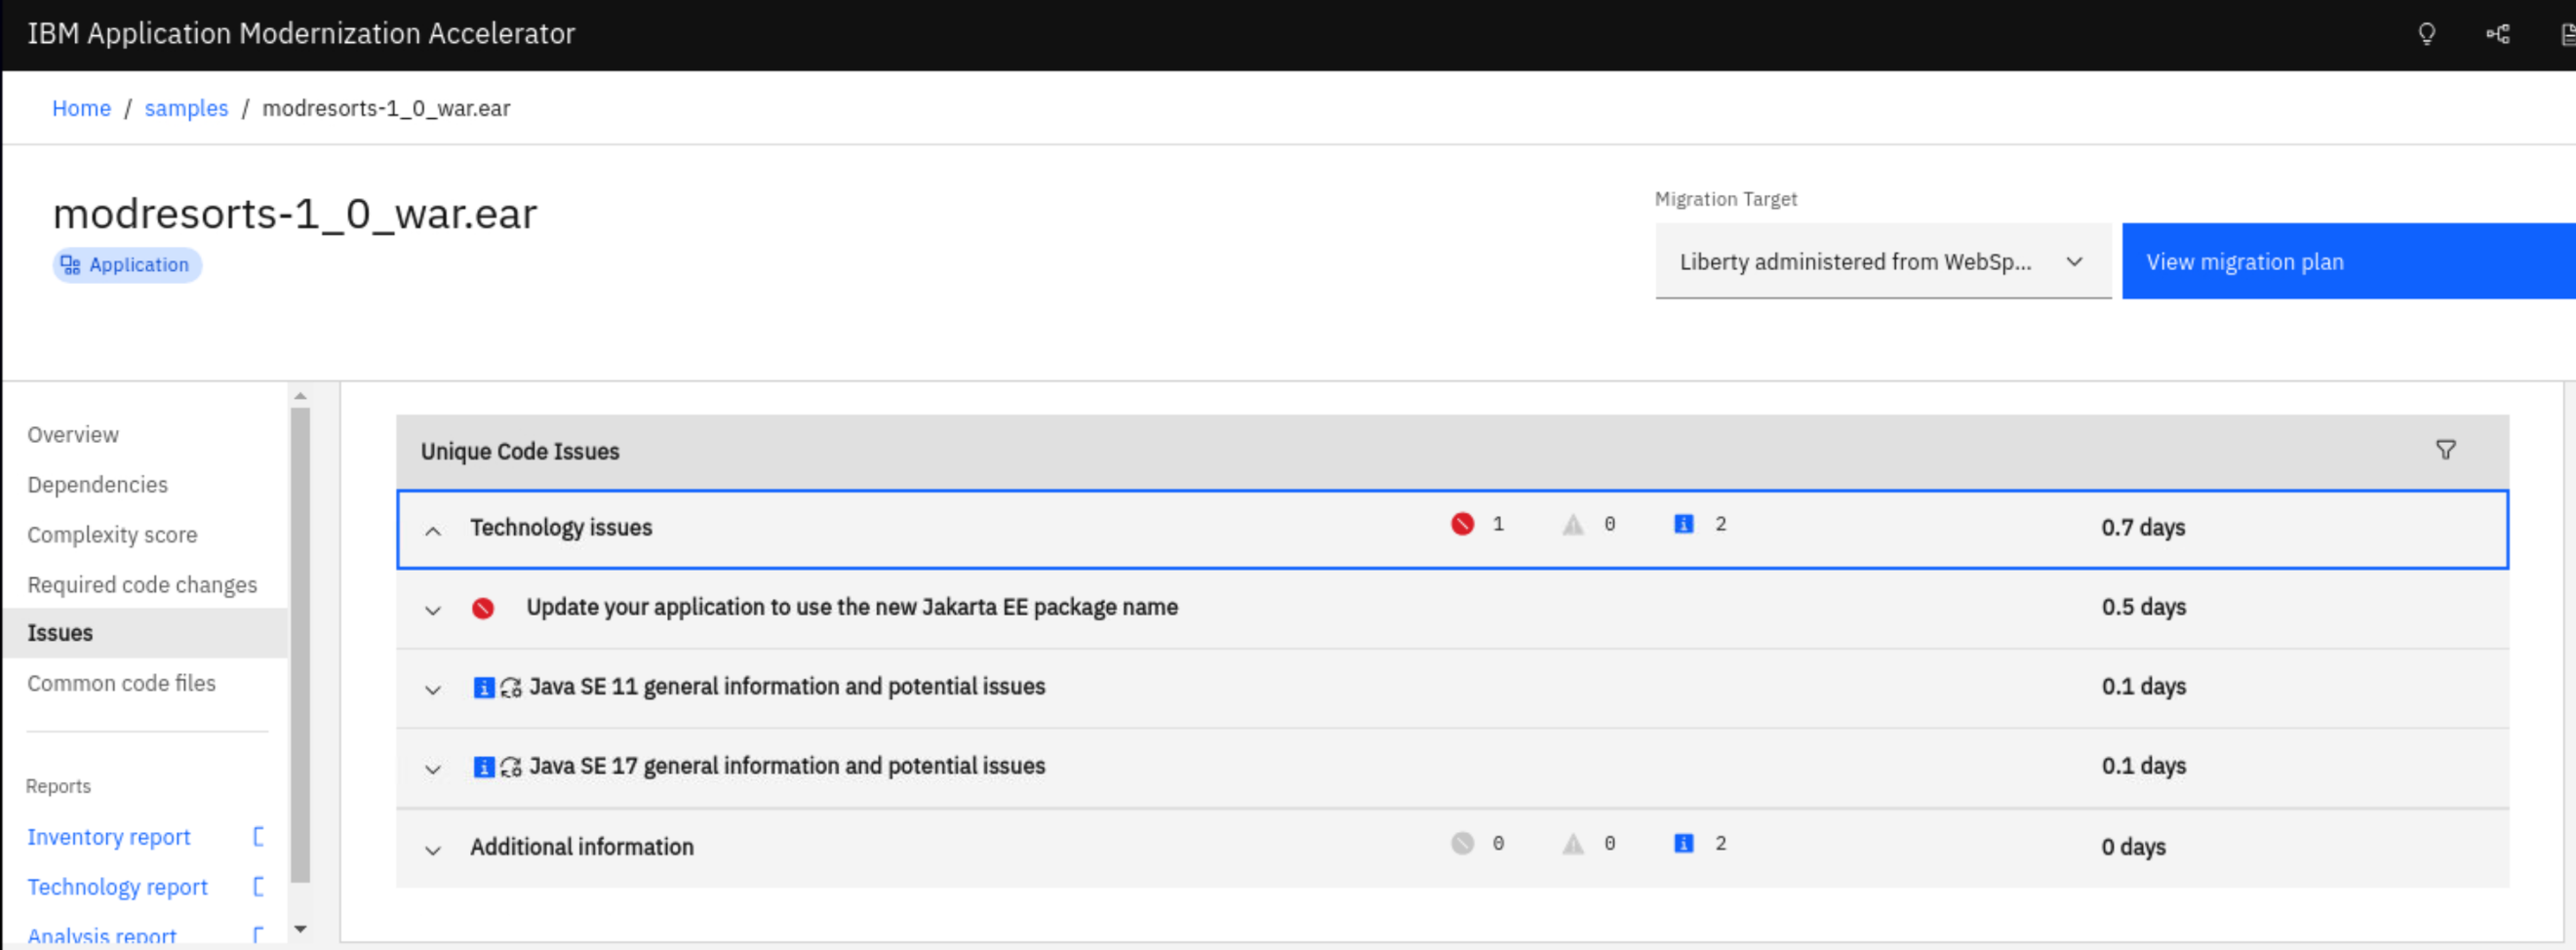 IBM Application Modernization Accelerator
Home / samples / modresorts-1_0_war.ear
modresorts-1_0_war.ear
Application
Migration Target
Liberty administered from WebSp...
View migration plan
Overview
Dependencies
Complexity score
Required code changes
Issues
Common code files
Reports
Inventory report
Technology report
Analysis report
Unique Code Issues
Technology issues 1 0 2 0.7 days
Update your application to use the new Jakarta EE package name 0.5 days
Java SE 11 general information and potential issues 0.1 days
Java SE 17 general information and potential issues 0.1 days
Additional information 0 0 2 0 days